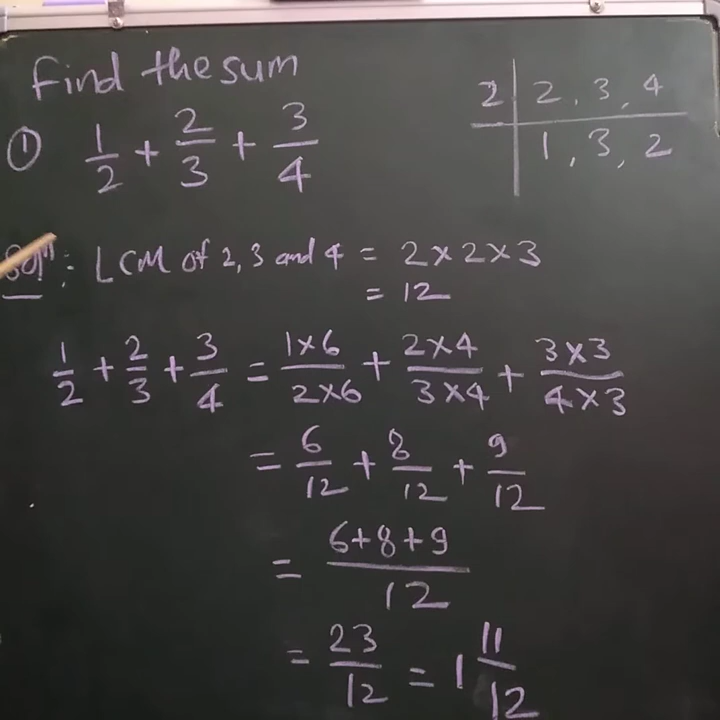 find the sum
① 1/2 + 2/3 + 3/4
2 | 2, 3, 4
1, 3, 2
Solⁿ:- LCM of 2, 3 and 4 = 2×2×3
= 12
1/2 + 2/3 + 3/4 = 1×6/2×6 + 2×4/3×4 + 3×3/4×3
= 6/12 + 8/12 + 9/12
= 6+8+9/12
= 23/12 = 1 11/12